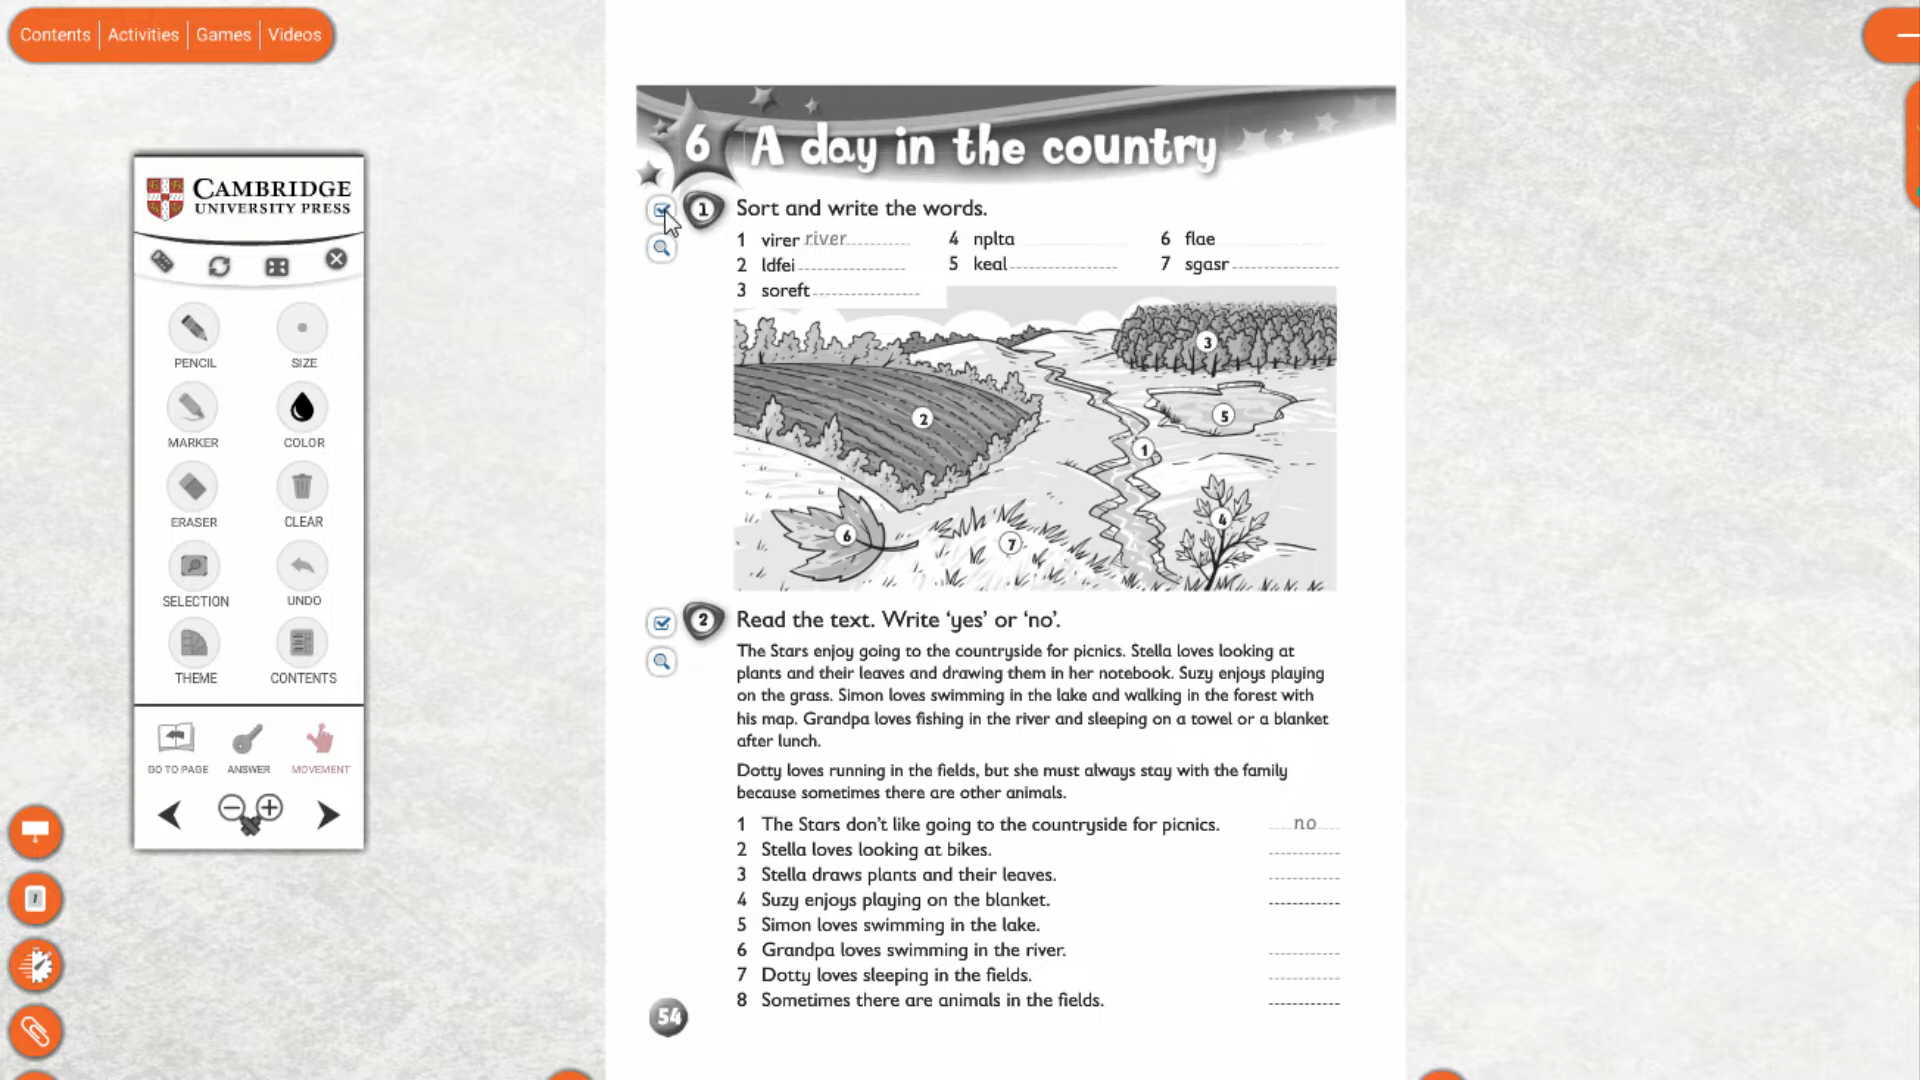 Contents Activities Games Videos
CAMBRIDGE
UNIVERSITY PRESS
PENCIL SIZE
MARKER COLOR
ERASER CLEAR
SELECTION UNDO
THEME CONTENTS
GO TO PAGE ANSWER MOVEMENT
6 A day in the country
1 Sort and write the words.
1 virer river 4 nplta 6 flae
2 ldfei 5 keal 7 sgasr
3 soreft
3
2
5
1
4
6
7
2 Read the text. Write ‘yes’ or ‘no’.
The Stars enjoy going to the countryside for picnics. Stella loves looking at
plants and their leaves and drawing them in her notebook. Suzy enjoys playing
on the grass. Simon loves swimming in the lake and walking in the forest with
his map. Grandpa loves fishing in the river and sleeping on a towel or a blanket
after lunch.
Dotty loves running in the fields, but she must always stay with the family
because sometimes there are other animals.
1 The Stars don’t like going to the countryside for picnics. no
2 Stella loves looking at bikes.
3 Stella draws plants and their leaves.
4 Suzy enjoys playing on the blanket.
5 Simon loves swimming in the lake.
6 Grandpa loves swimming in the river.
7 Dotty loves sleeping in the fields.
8 Sometimes there are animals in the fields.
54